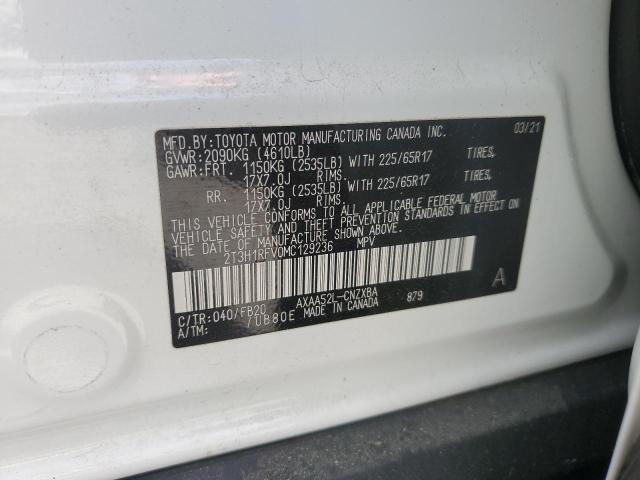 MFD.BY:TOYOTA MOTOR MANUFACTURING CANADA INC. 03/21
GVWR:2090KG (4610LB)
GAWR:FRT. 1150KG (2535LB) WITH 225/65R17 TIRES.
17X7.0J RIMS.
RR. 1150KG (2535LB) WITH 225/65R17 TIRES.
17X7.0J RIMS.
THIS VEHICLE CONFORMS TO ALL APPLICABLE FEDERAL MOTOR
VEHICLE SAFETY AND THEFT PREVENTION STANDARDS IN EFFECT ON
THE DATE OF MANUFACTURE SHOWN ABOVE.
2T3H1RFV0MC129236 MPV
A
C/TR:040/FB20 AXAA52L-CNZXBA 879
A/TM: /UB80E MADE IN CANADA